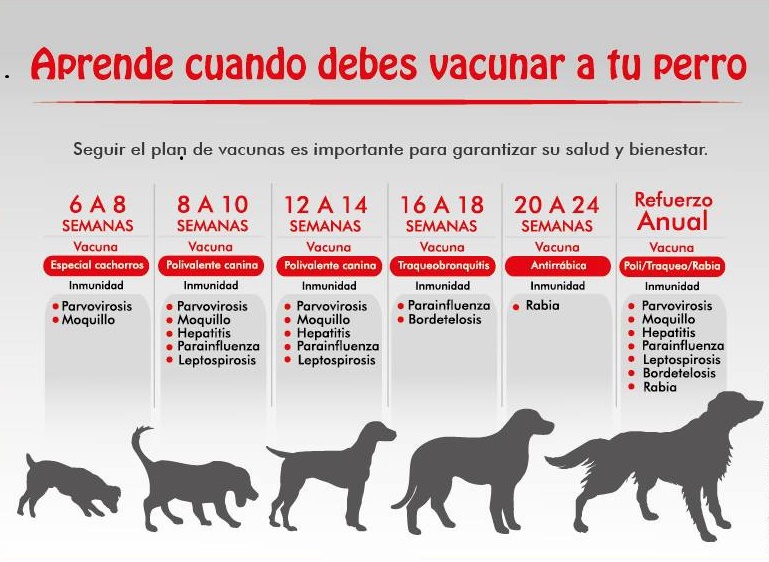 Aprende cuando debes vacunar a tu perro
Seguir el plan de vacunas es importante para garantizar su salud y bienestar.
6 A 8
SEMANAS
Vacuna
Especial cachorros
Inmunidad
• Parvovirosis
• Moquillo
8 A 10
SEMANAS
Vacuna
Polivalente canina
Inmunidad
• Parvovirosis
• Moquillo
• Hepatitis
• Parainfluenza
• Leptospirosis
12 A 14
SEMANAS
Vacuna
Polivalente canina
Inmunidad
• Parvovirosis
• Moquillo
• Hepatitis
• Parainfluenza
• Leptospirosis
16 A 18
SEMANAS
Vacuna
Traqueobronquitis
Inmunidad
• Parainfluenza
• Bordetelosis
20 A 24
SEMANAS
Vacuna
Antirrábica
Inmunidad
• Rabia
Refuerzo
Anual
Vacuna
Poli/Traqueo/Rabia
Inmunidad
• Parvovirosis
• Moquillo
• Hepatitis
• Parainfluenza
• Leptospirosis
• Bordetelosis
• Rabia